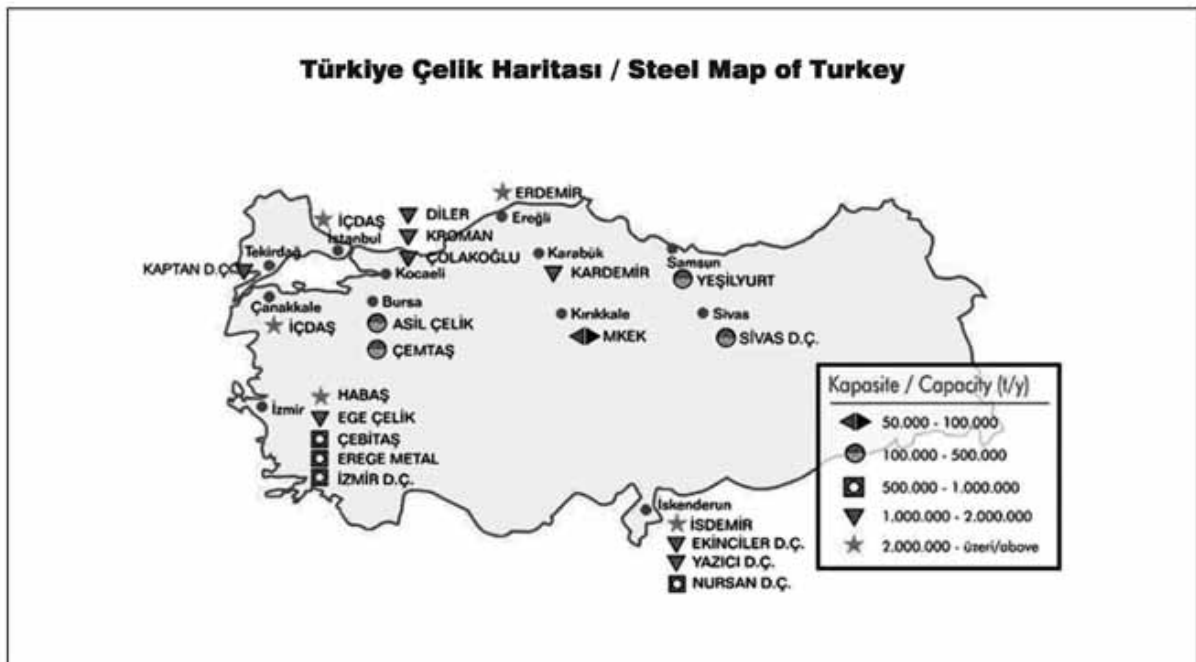 Türkiye Çelik Haritası / Steel Map of Turkey
ERDEMİR
Ereğli
İÇDAŞ
İstanbul
DİLER
KROMAN
ÇOLAKOĞLU
Kocaeli
Tekirdağ
KAPTAN D.Ç.
Karabük
KARDEMİR
Samsun
YEŞİLYURT
Çanakkale
İÇDAŞ
Bursa
ASİL ÇELİK
ÇEMTAŞ
Kırıkkale
MKEK
Sivas
SİVAS D.Ç.
İzmir
HABAŞ
EGE ÇELİK
ÇEBİTAŞ
EREGE METAL
İZMİR D.Ç.
İskenderun
İSDEMİR
EKİNCİLER D.Ç.
YAZICI D.Ç.
NURSAN D.Ç.
Kapasite / Capacity (t/y)
50.000 - 100.000
100.000 - 500.000
500.000 - 1.000.000
1.000.000 - 2.000.000
2.000.000 - üzeri/above